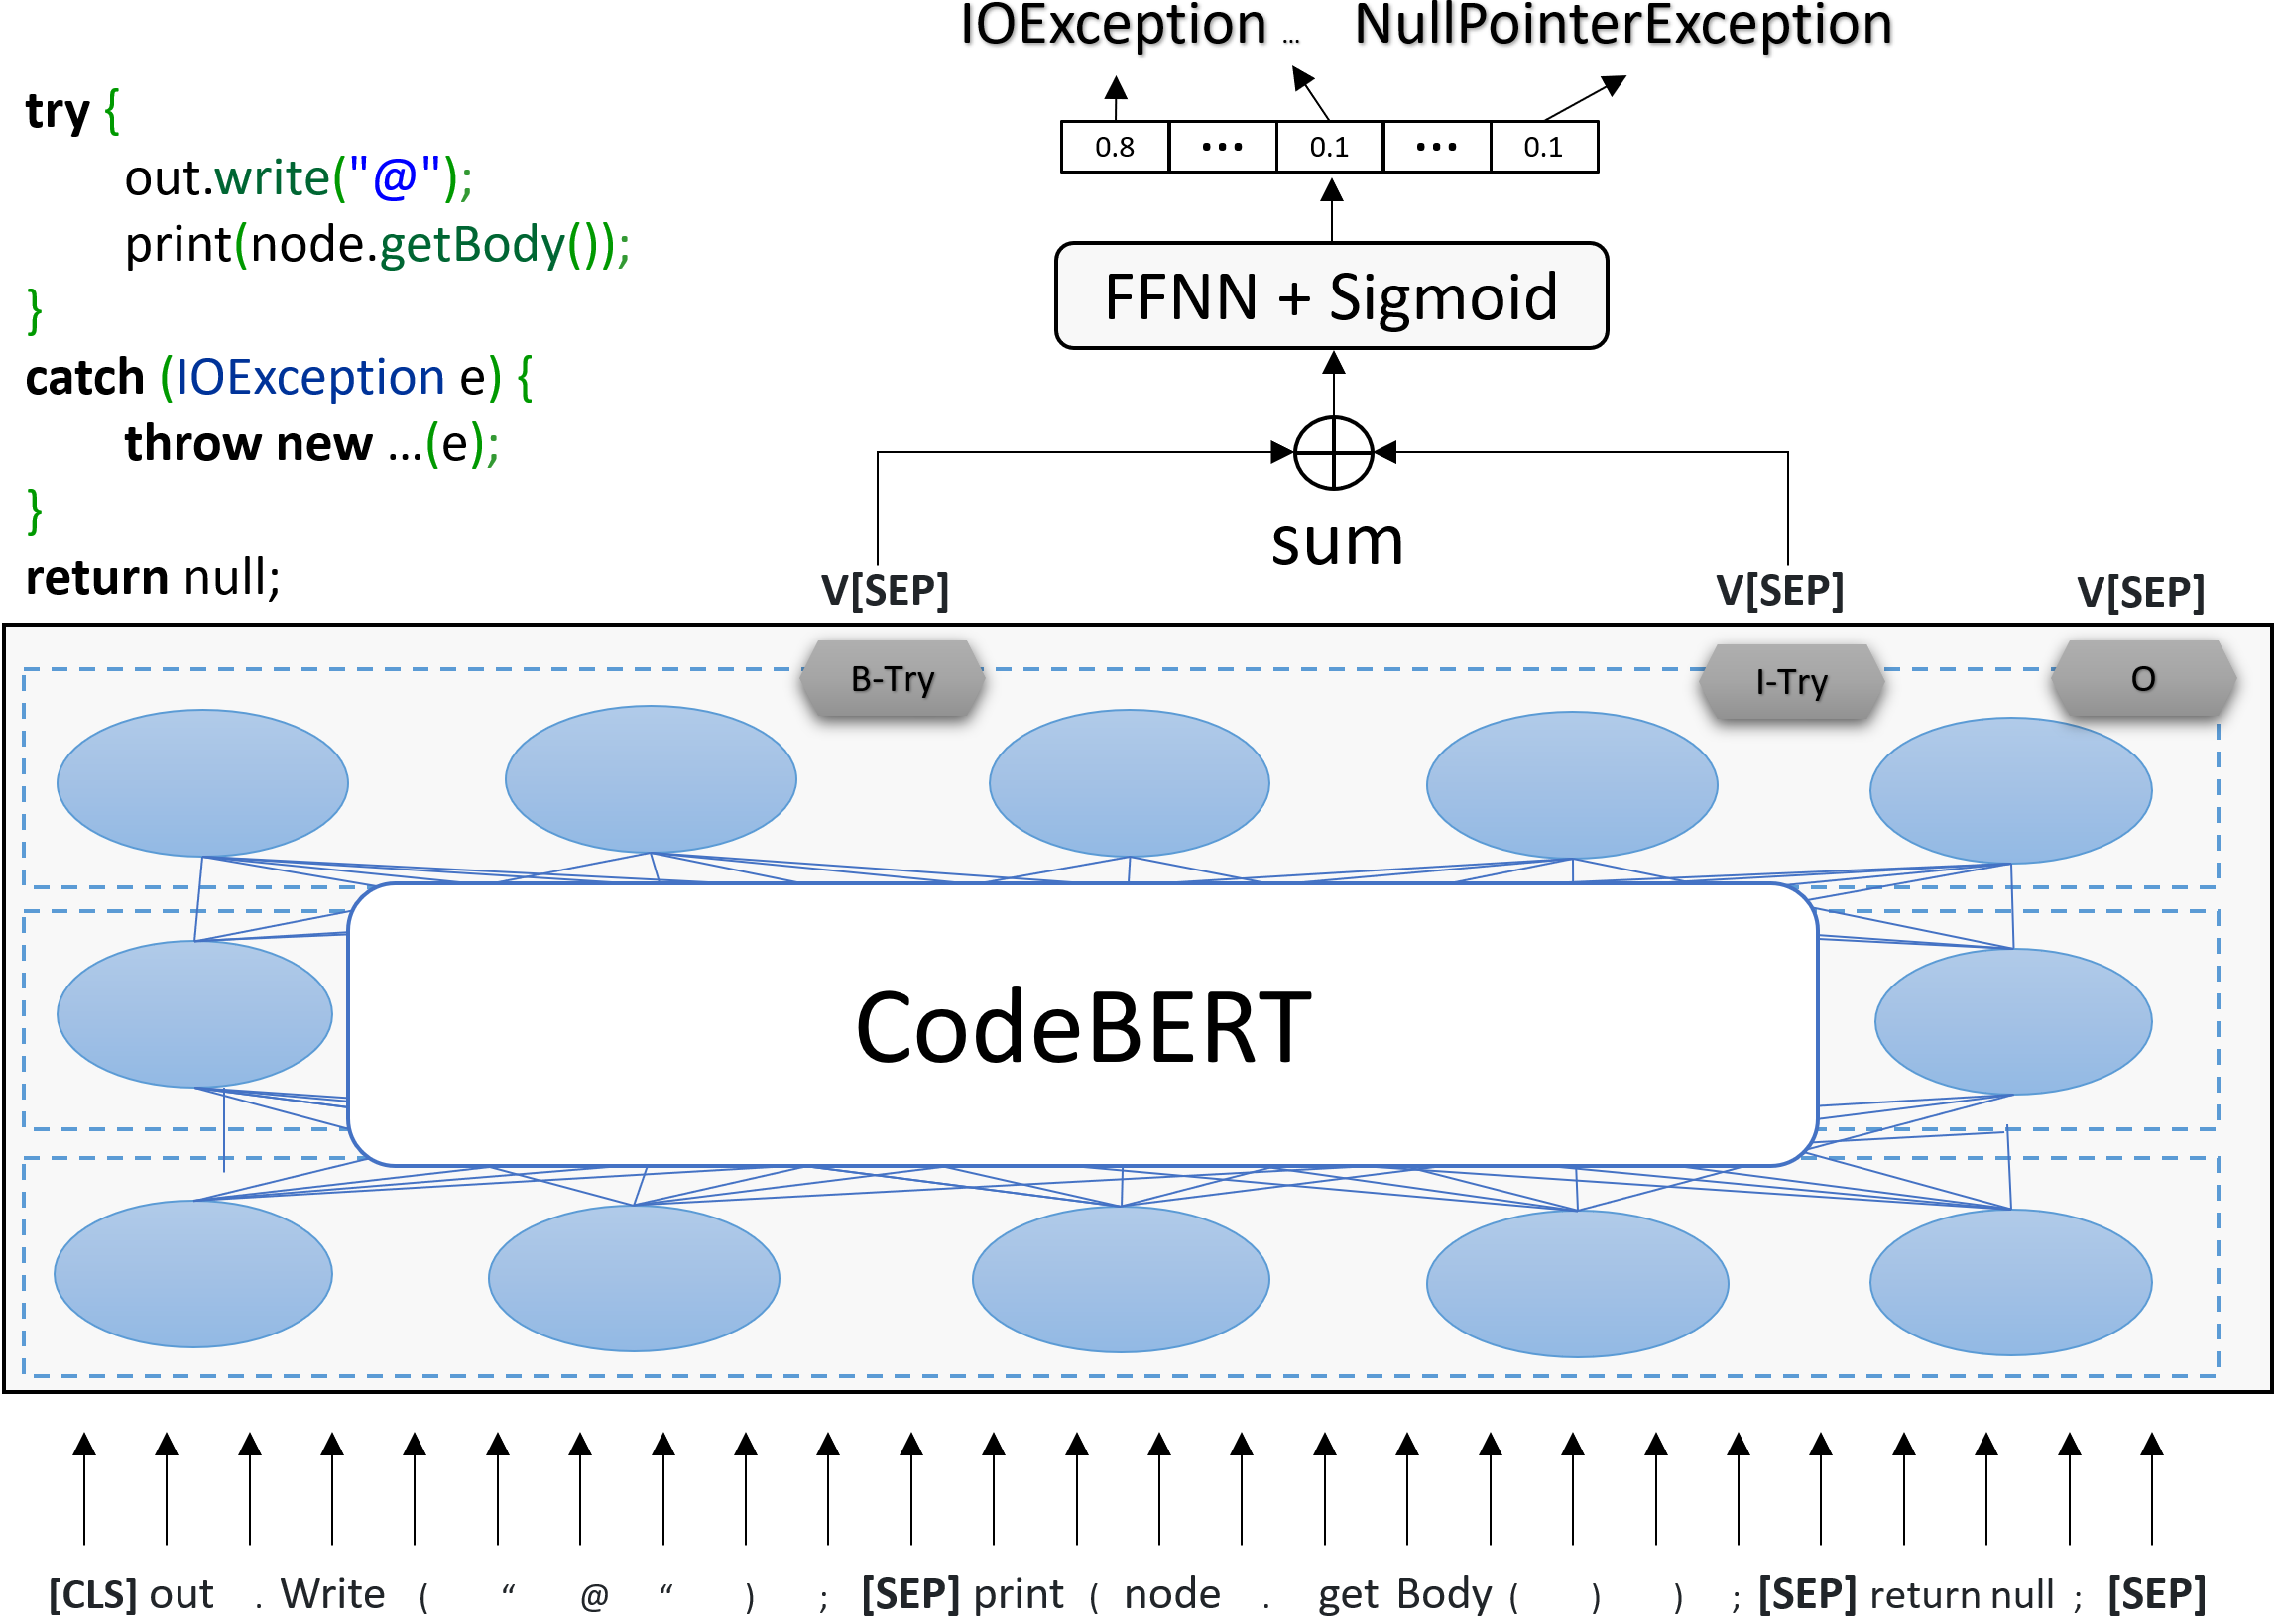 IOException ... NullPointerException
0.8 ... 0.1 ... 0.1
FFNN + Sigmoid
sum
try {
out.write("@");
print(node.getBody());
}
catch (IOException e) {
throw new ...(e);
}
return null;
V[SEP] V[SEP] V[SEP]
B-Try I-Try O
CodeBERT
[CLS] out . Write ( “ @ “ ) ; [SEP] print ( node . get Body ( ) ) ; [SEP] return null ; [SEP]